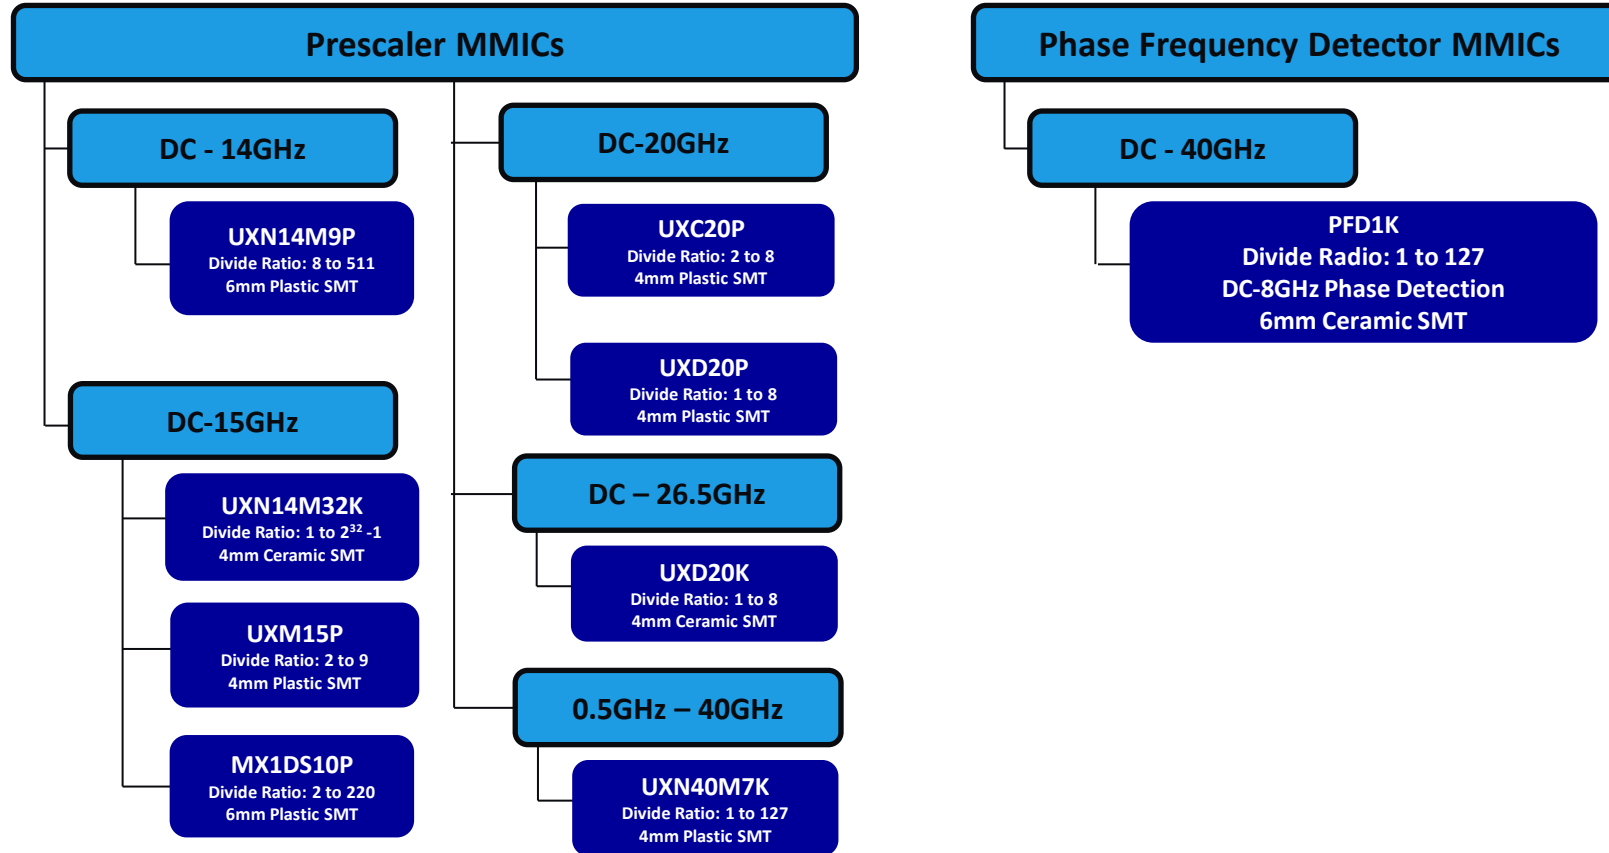 Prescaler MMICs
DC - 14GHz
UXN14M9P
Divide Ratio: 8 to 511
6mm Plastic SMT
DC-15GHz
UXN14M32K
Divide Ratio: 1 to 2³² -1
4mm Ceramic SMT
UXM15P
Divide Ratio: 2 to 9
4mm Plastic SMT
MX1DS10P
Divide Ratio: 2 to 220
6mm Plastic SMT
DC-20GHz
UXC20P
Divide Ratio: 2 to 8
4mm Plastic SMT
UXD20P
Divide Ratio: 1 to 8
4mm Plastic SMT
DC – 26.5GHz
UXD20K
Divide Ratio: 1 to 8
4mm Ceramic SMT
0.5GHz – 40GHz
UXN40M7K
Divide Ratio: 1 to 127
4mm Plastic SMT
Phase Frequency Detector MMICs
DC - 40GHz
PFD1K
Divide Radio: 1 to 127
DC-8GHz Phase Detection
6mm Ceramic SMT